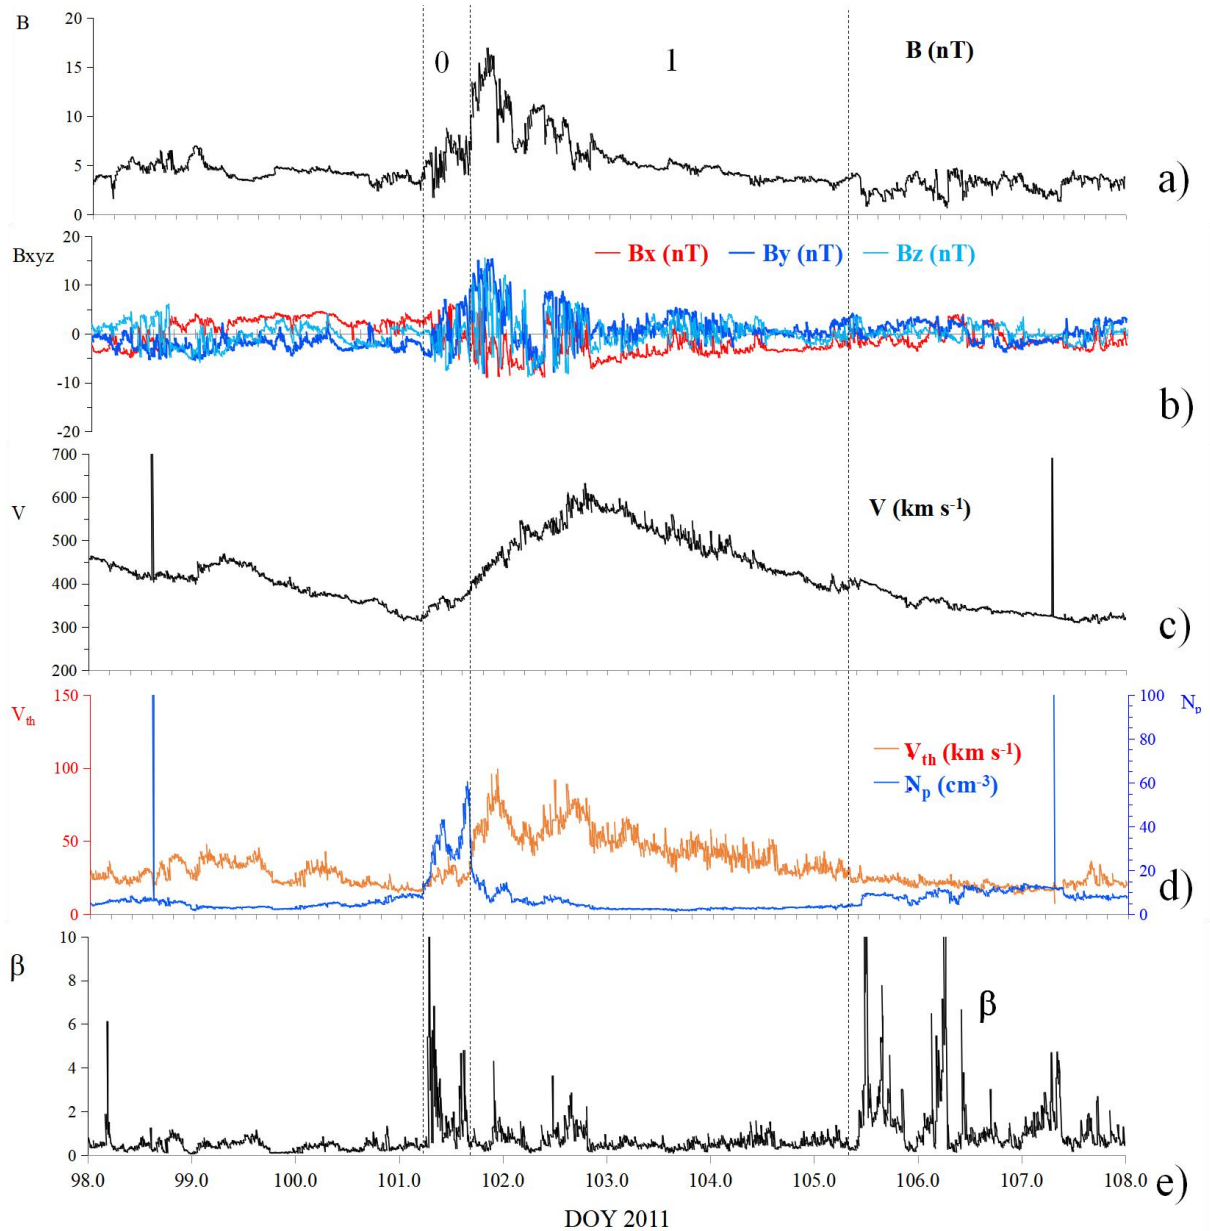 B
20
15
10
5
0
0
1
B (nT)
a)
Bxyz
20
10
0
-10
-20
Bx (nT) By (nT) Bz (nT)
b)
V
700
600
500
400
300
200
V (km s⁻¹)
c)
Vth
150
100
50
0
Vth (km s⁻¹)
Np (cm⁻³)
100
80
60
40
20
0
Np
d)
β
10
8
6
4
2
0
β
e)
98.0 99.0 100.0 101.0 102.0 103.0 104.0 105.0 106.0 107.0 108.0
DOY 2011